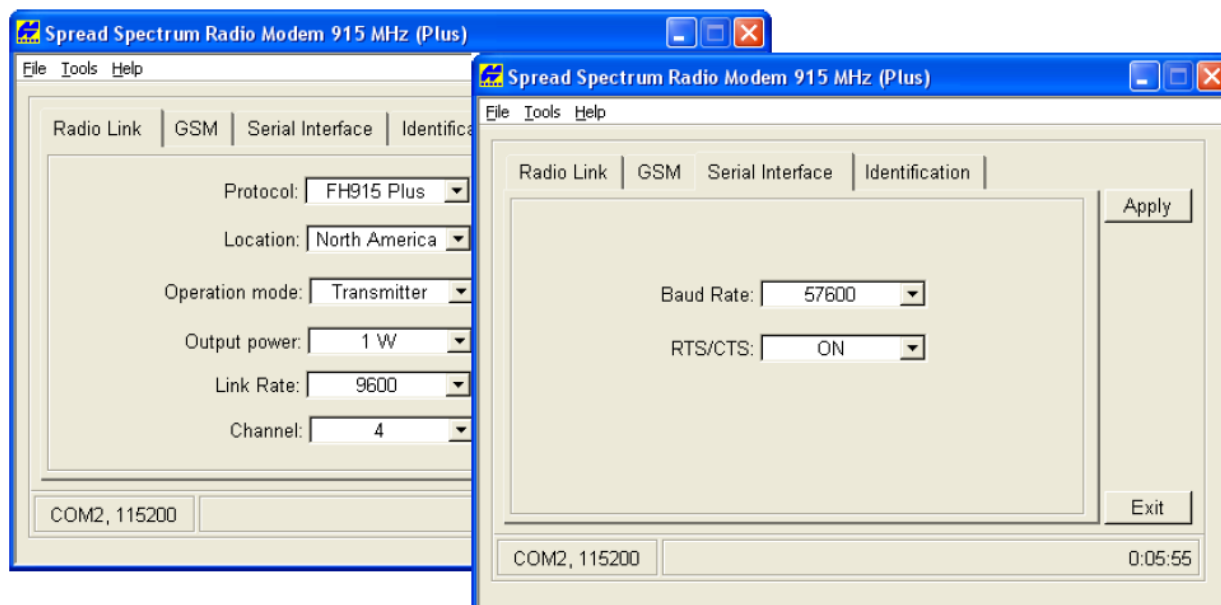 Spread Spectrum Radio Modem 915 MHz (Plus)
File Tools Help
Radio Link GSM Serial Interface Identifica
Protocol: FH915 Plus
Location: North America
Operation mode: Transmitter
Output power: 1 W
Link Rate: 9600
Channel: 4
COM2, 115200
Spread Spectrum Radio Modem 915 MHz (Plus)
File Tools Help
Radio Link GSM Serial Interface Identification
Apply
Baud Rate: 57600
RTS/CTS: ON
Exit
COM2, 115200 0:05:55